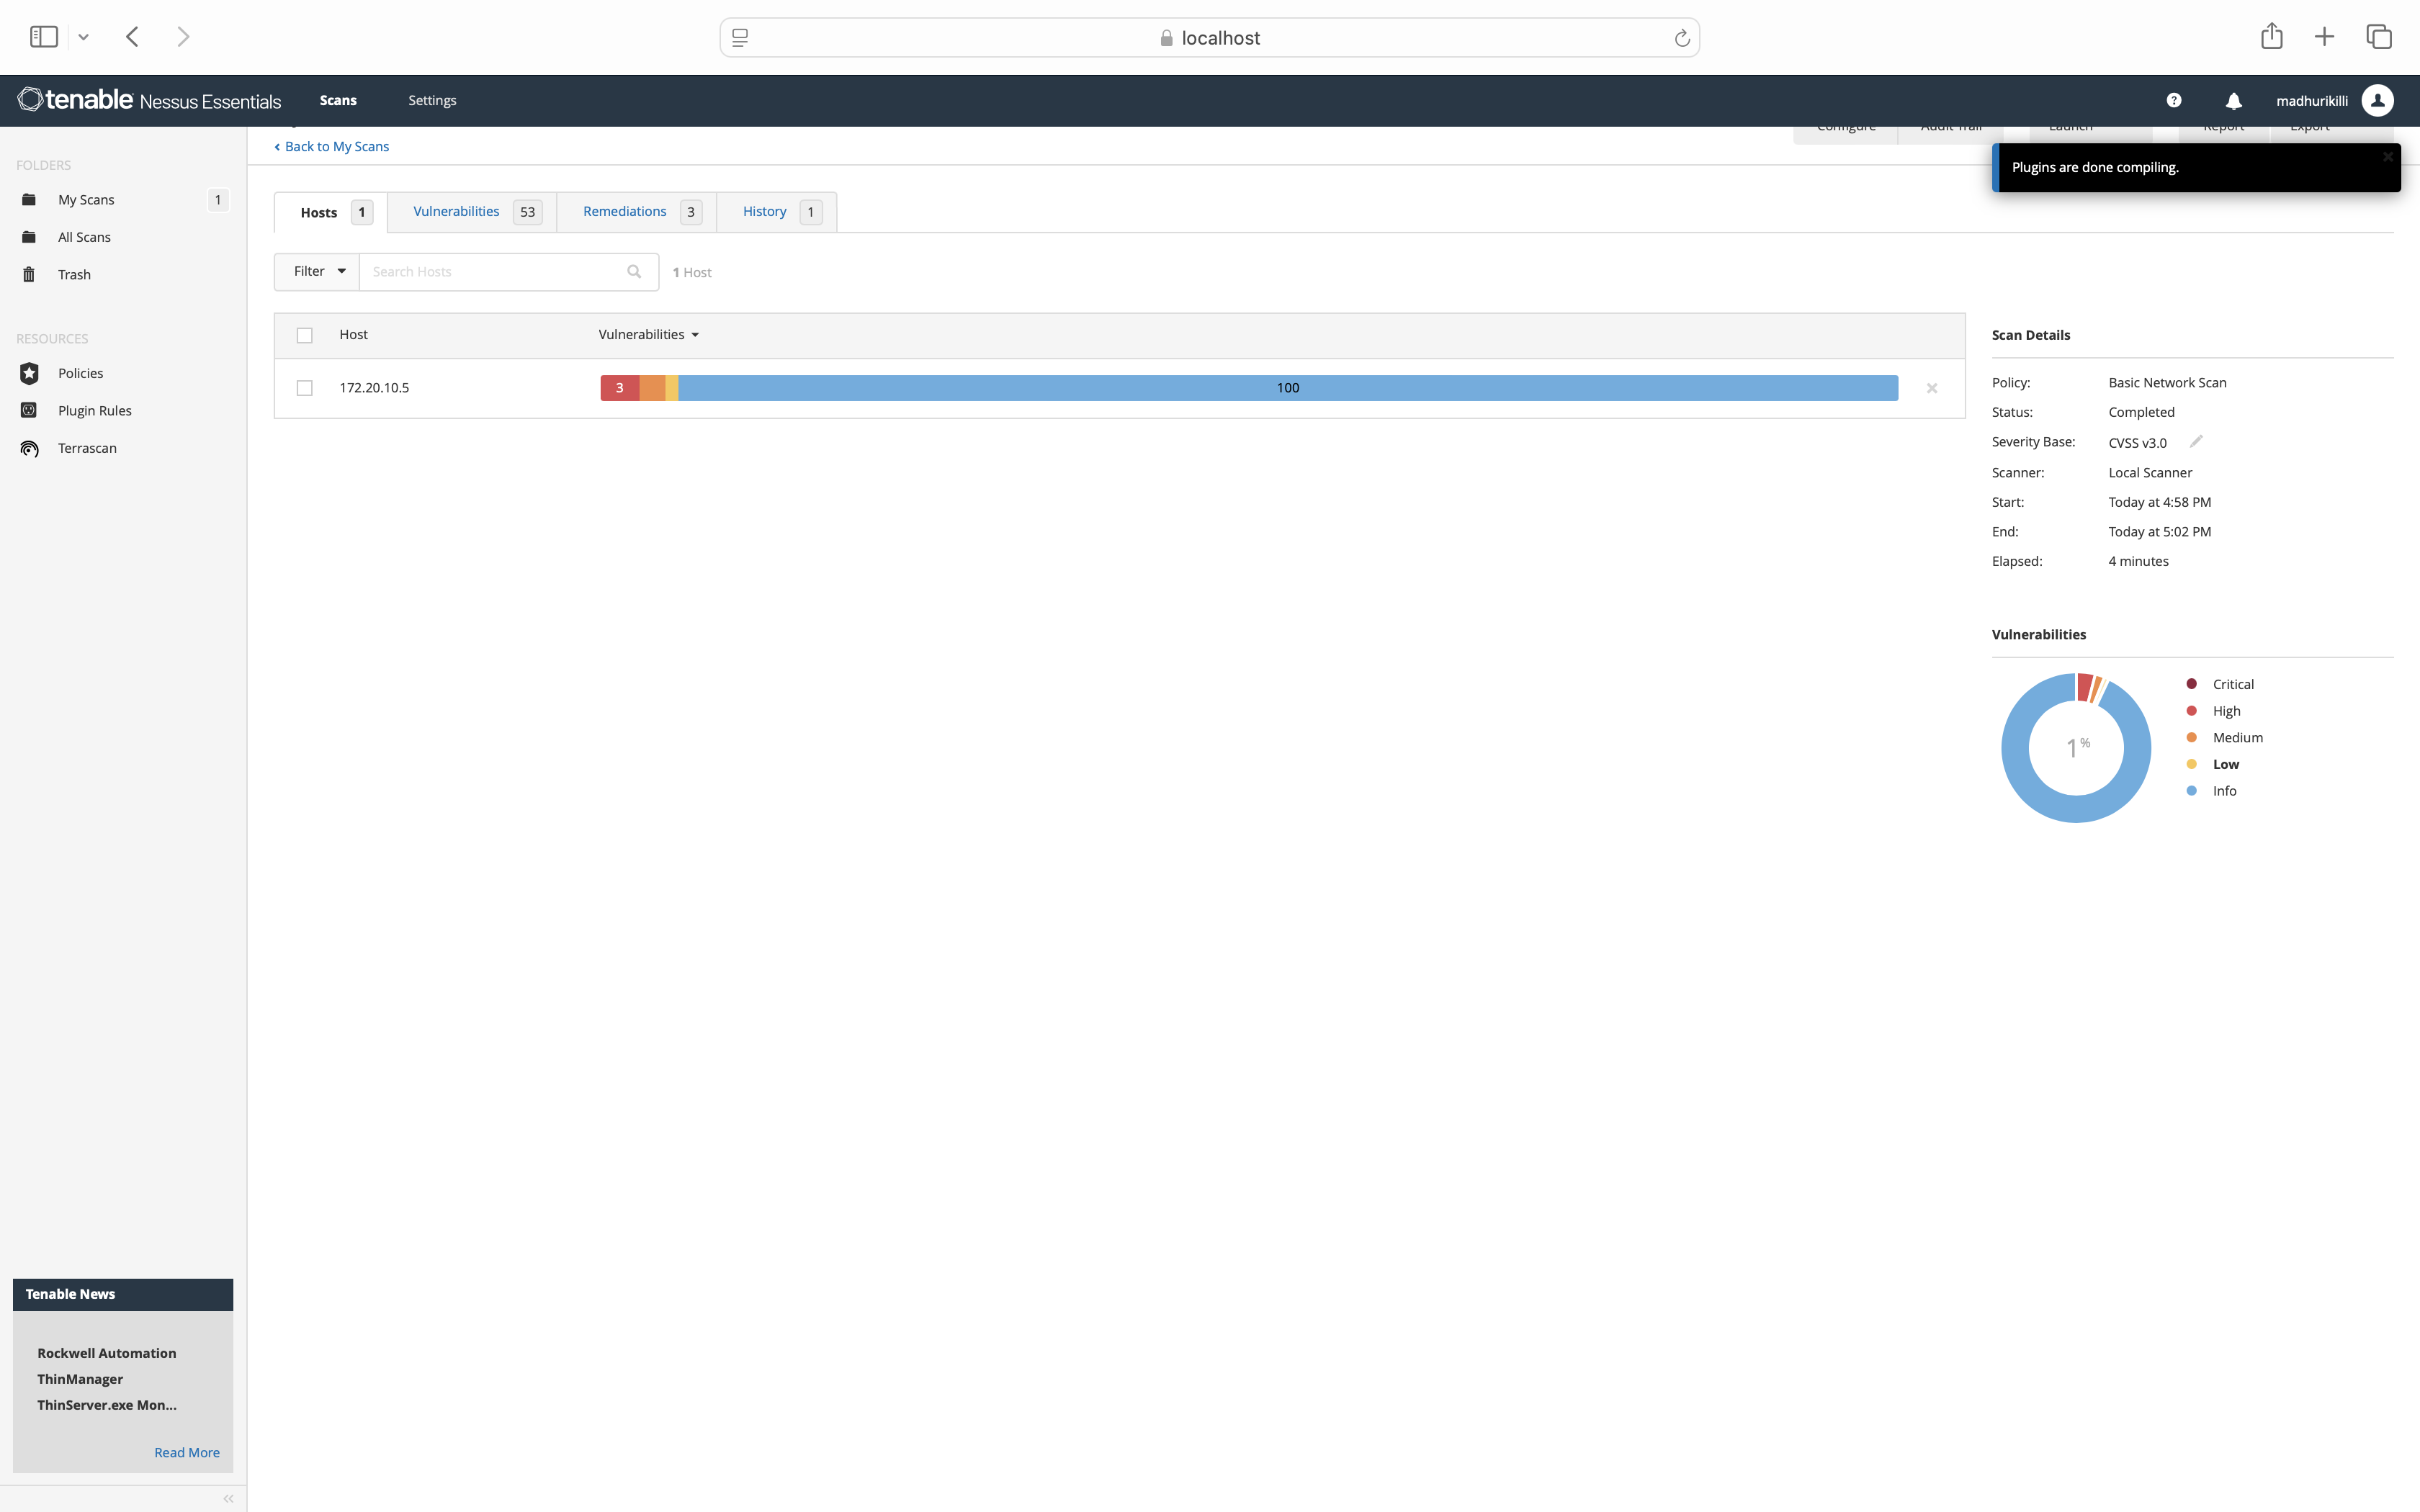 localhost
tenable Nessus Essentials
Scans
Settings
?
madhurikilli
FOLDERS
My Scans 1
All Scans
Trash
RESOURCES
Policies
Plugin Rules
Terrascan
Tenable News
Rockwell Automation
ThinManager
ThinServer.exe Mon...
Read More
Configure
Audit Trail
Launch
Report
Export
‹ Back to My Scans
Plugins are done compiling.
Hosts 1
Vulnerabilities 53
Remediations 3
History 1
Filter
Search Hosts
1 Host
Host
Vulnerabilities
172.20.10.5
3
100
Scan Details
Policy: Basic Network Scan
Status: Completed
Severity Base: CVSS v3.0
Scanner: Local Scanner
Start: Today at 4:58 PM
End: Today at 5:02 PM
Elapsed: 4 minutes
Vulnerabilities
1%
Critical
High
Medium
Low
Info